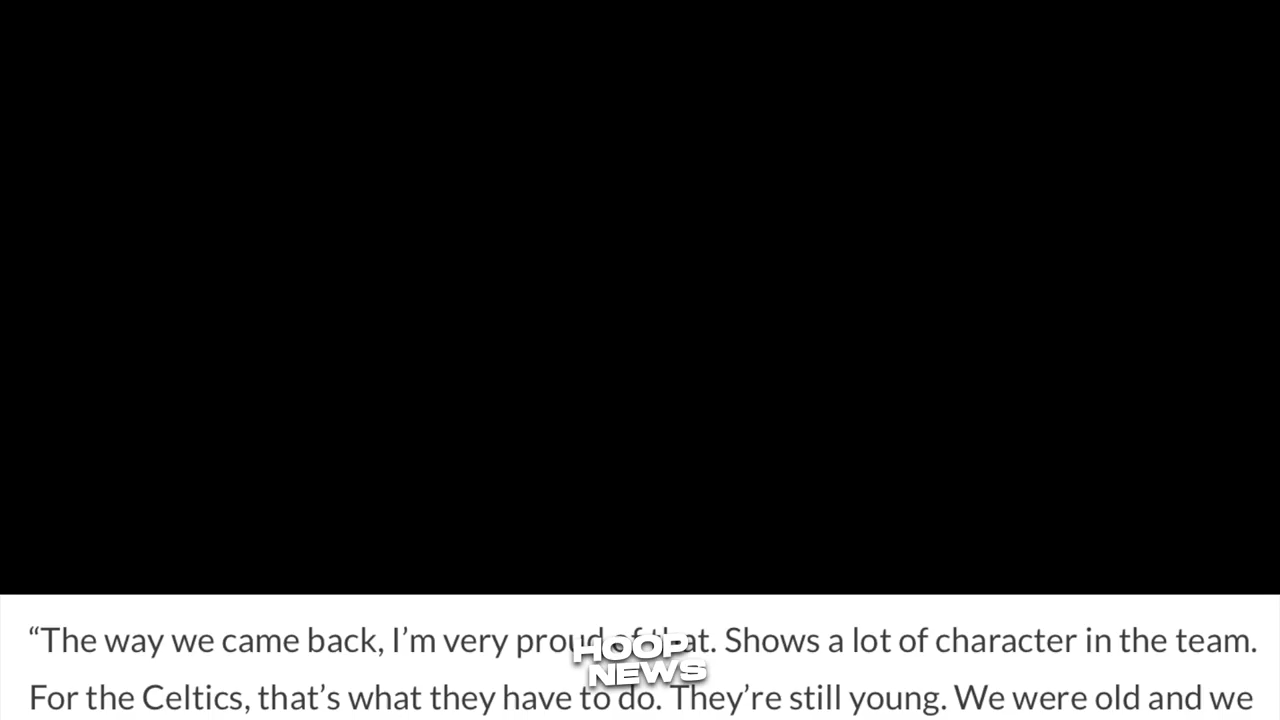 “The way we came back, I’m very proud of that. Shows a lot of character in the team.
For the Celtics, that’s what they have to do. They’re still young. We were old and we
HOOP
NEWS